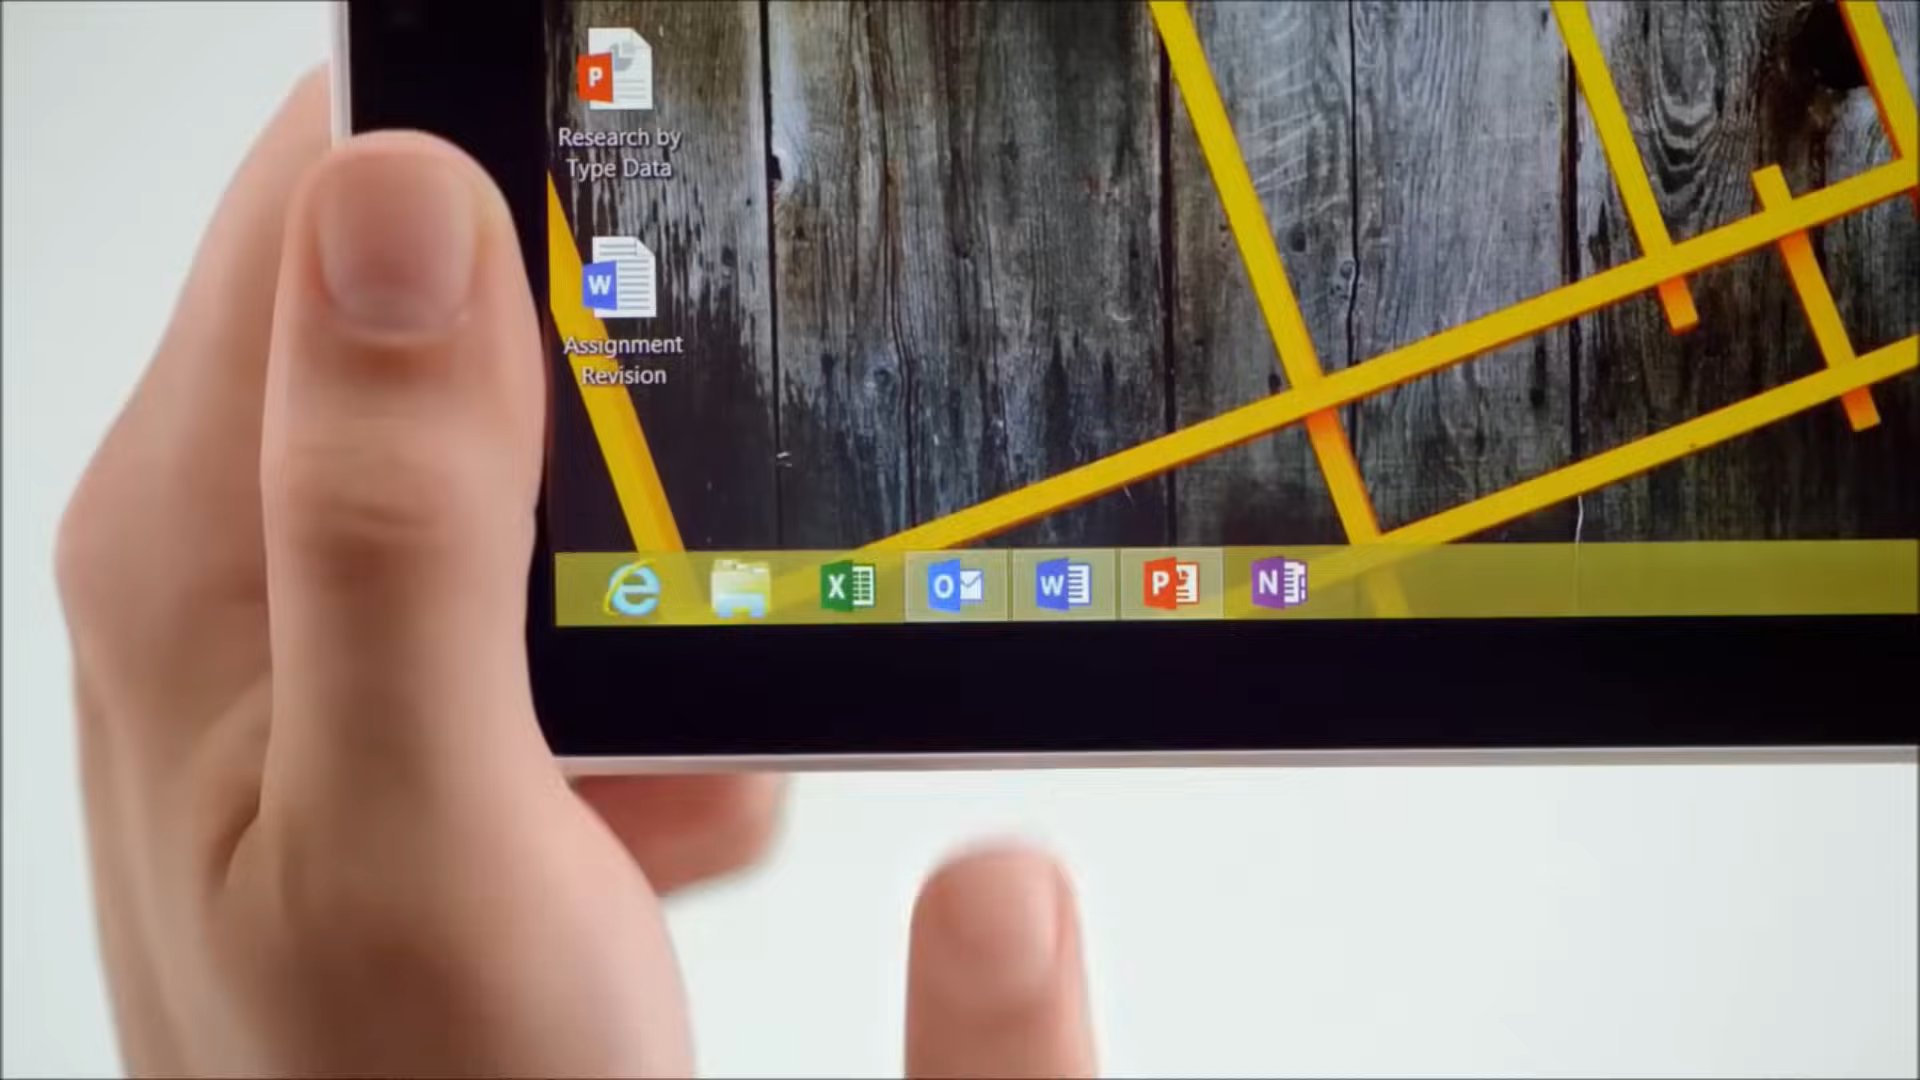 P
Research by
Type Data
W
Assignment
Revision
X
O
W
P
N